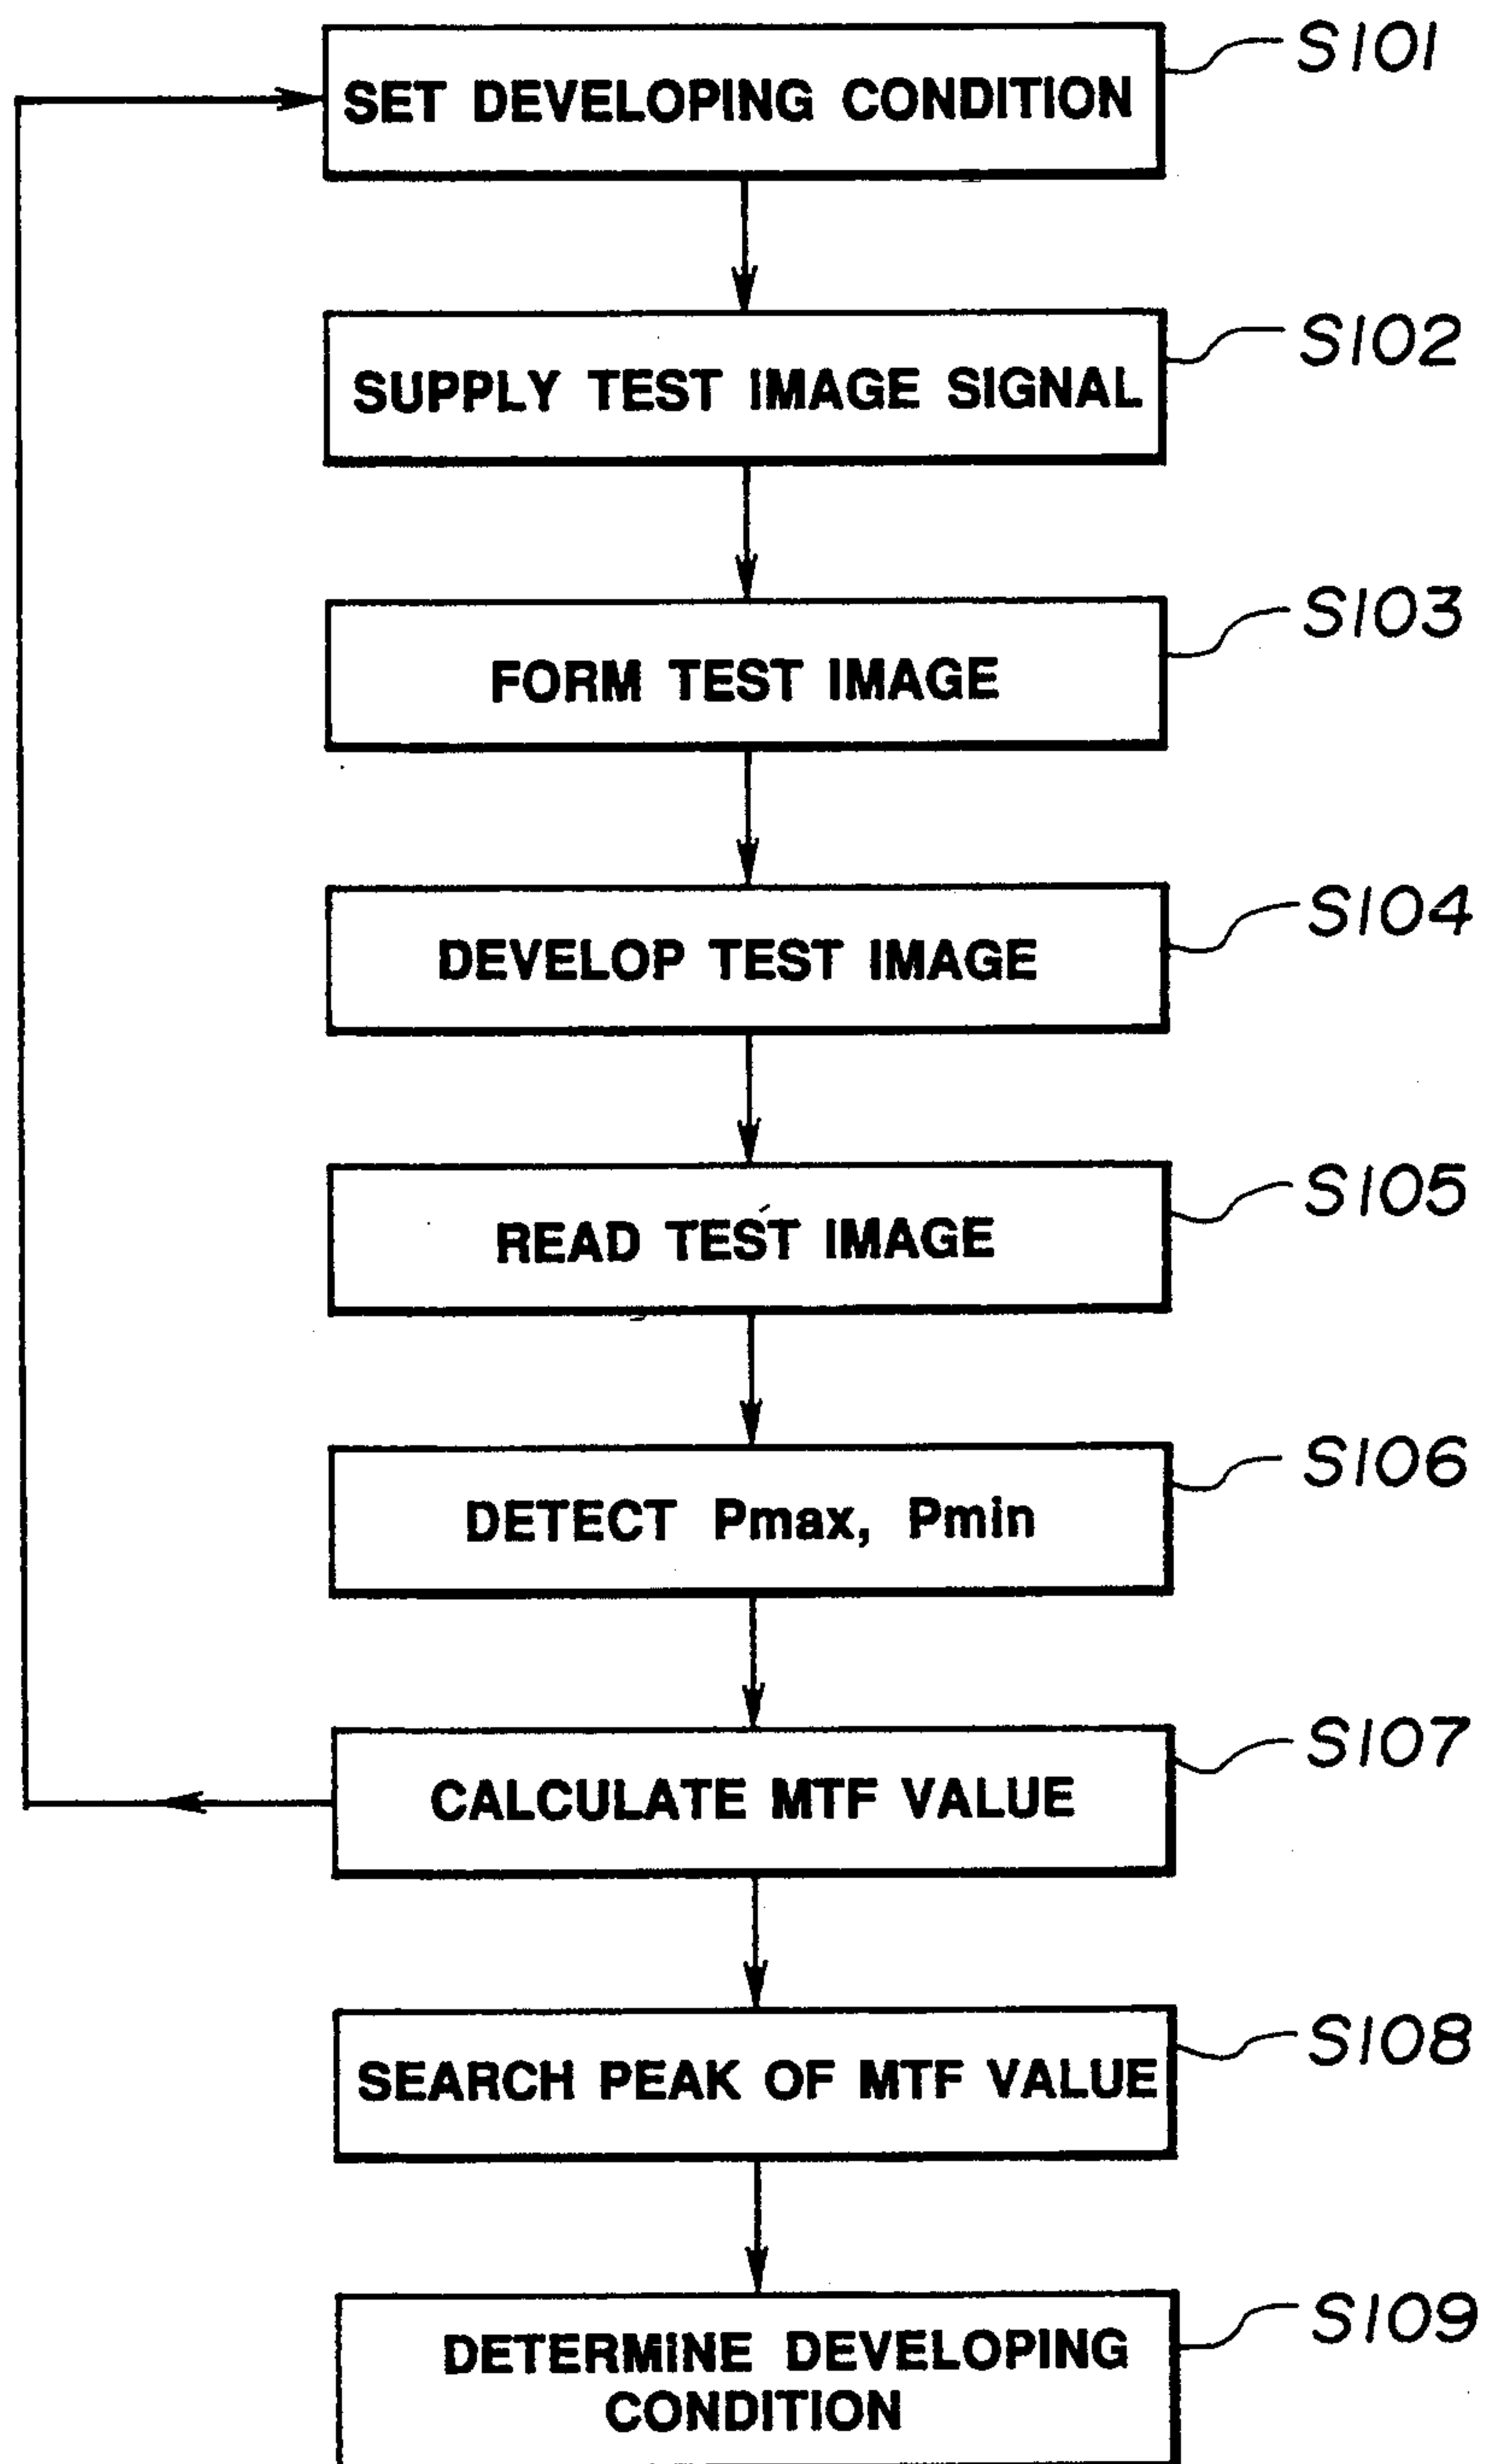 SET DEVELOPING CONDITION
S101
SUPPLY TEST IMAGE SIGNAL
S102
FORM TEST IMAGE
S103
DEVELOP TEST IMAGE
S104
READ TEST IMAGE
S105
DETECT Pmax, Pmin
S106
CALCULATE MTF VALUE
S107
SEARCH PEAK OF MTF VALUE
S108
DETERMINE DEVELOPING
CONDITION
S109